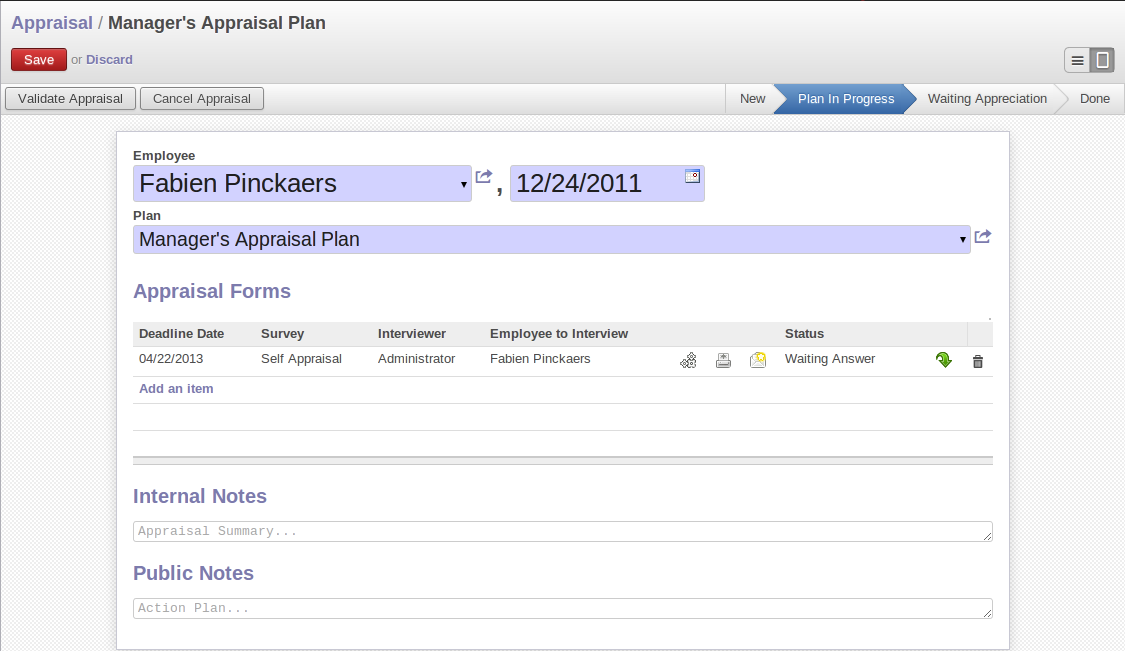 Appraisal / Manager's Appraisal Plan
Save or Discard
Validate Appraisal Cancel Appraisal New Plan In Progress Waiting Appreciation Done
Employee
Fabien Pinckaers , 12/24/2011
Plan
Manager's Appraisal Plan
Appraisal Forms
Deadline Date Survey Interviewer Employee to Interview Status
04/22/2013 Self Appraisal Administrator Fabien Pinckaers Waiting Answer
Add an item
Internal Notes
Appraisal Summary...
Public Notes
Action Plan...